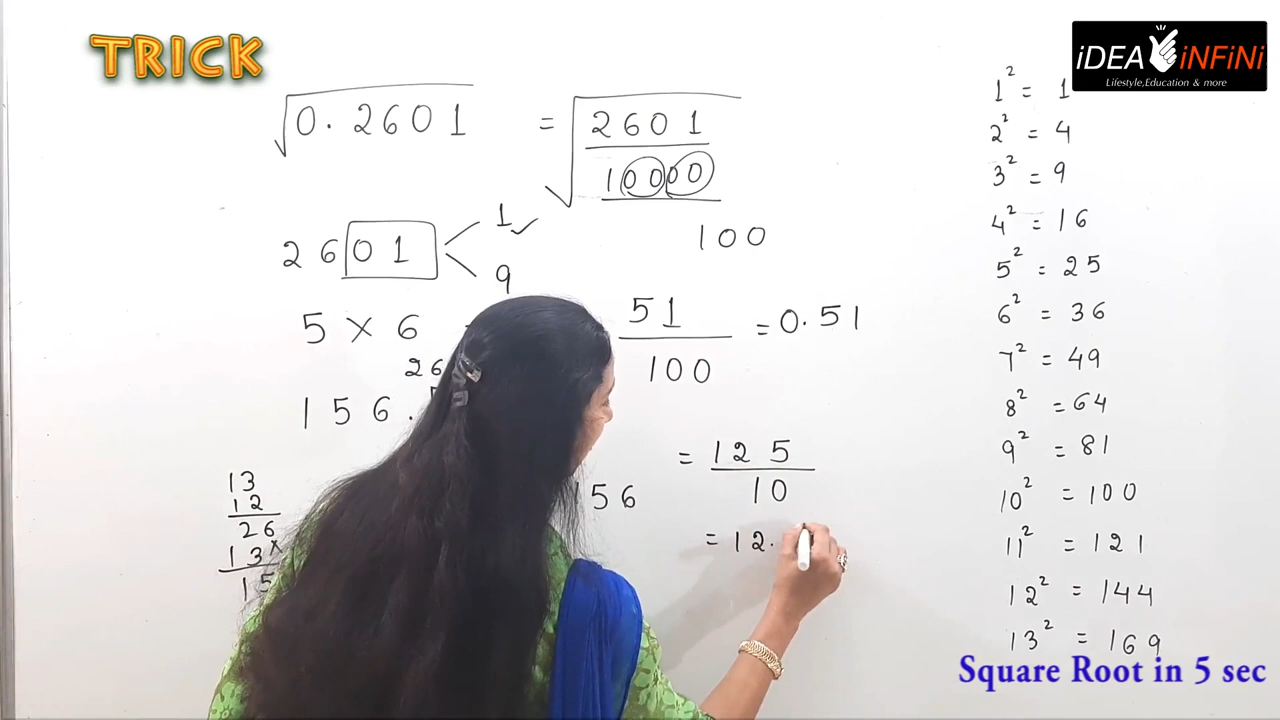 TRICK
iDEA iNFiNi
Lifestyle,Education & more
√0.2601 = √2601/10000
100
2601
1
9
5 × 6
51/100 = 0.51
26
156.
56
= 125/10
= 12.
13
12
26
13×
15
1² = 1
2² = 4
3² = 9
4² = 16
5² = 25
6² = 36
7² = 49
8² = 64
9² = 81
10² = 100
11² = 121
12² = 144
13² = 169
Square Root in 5 sec